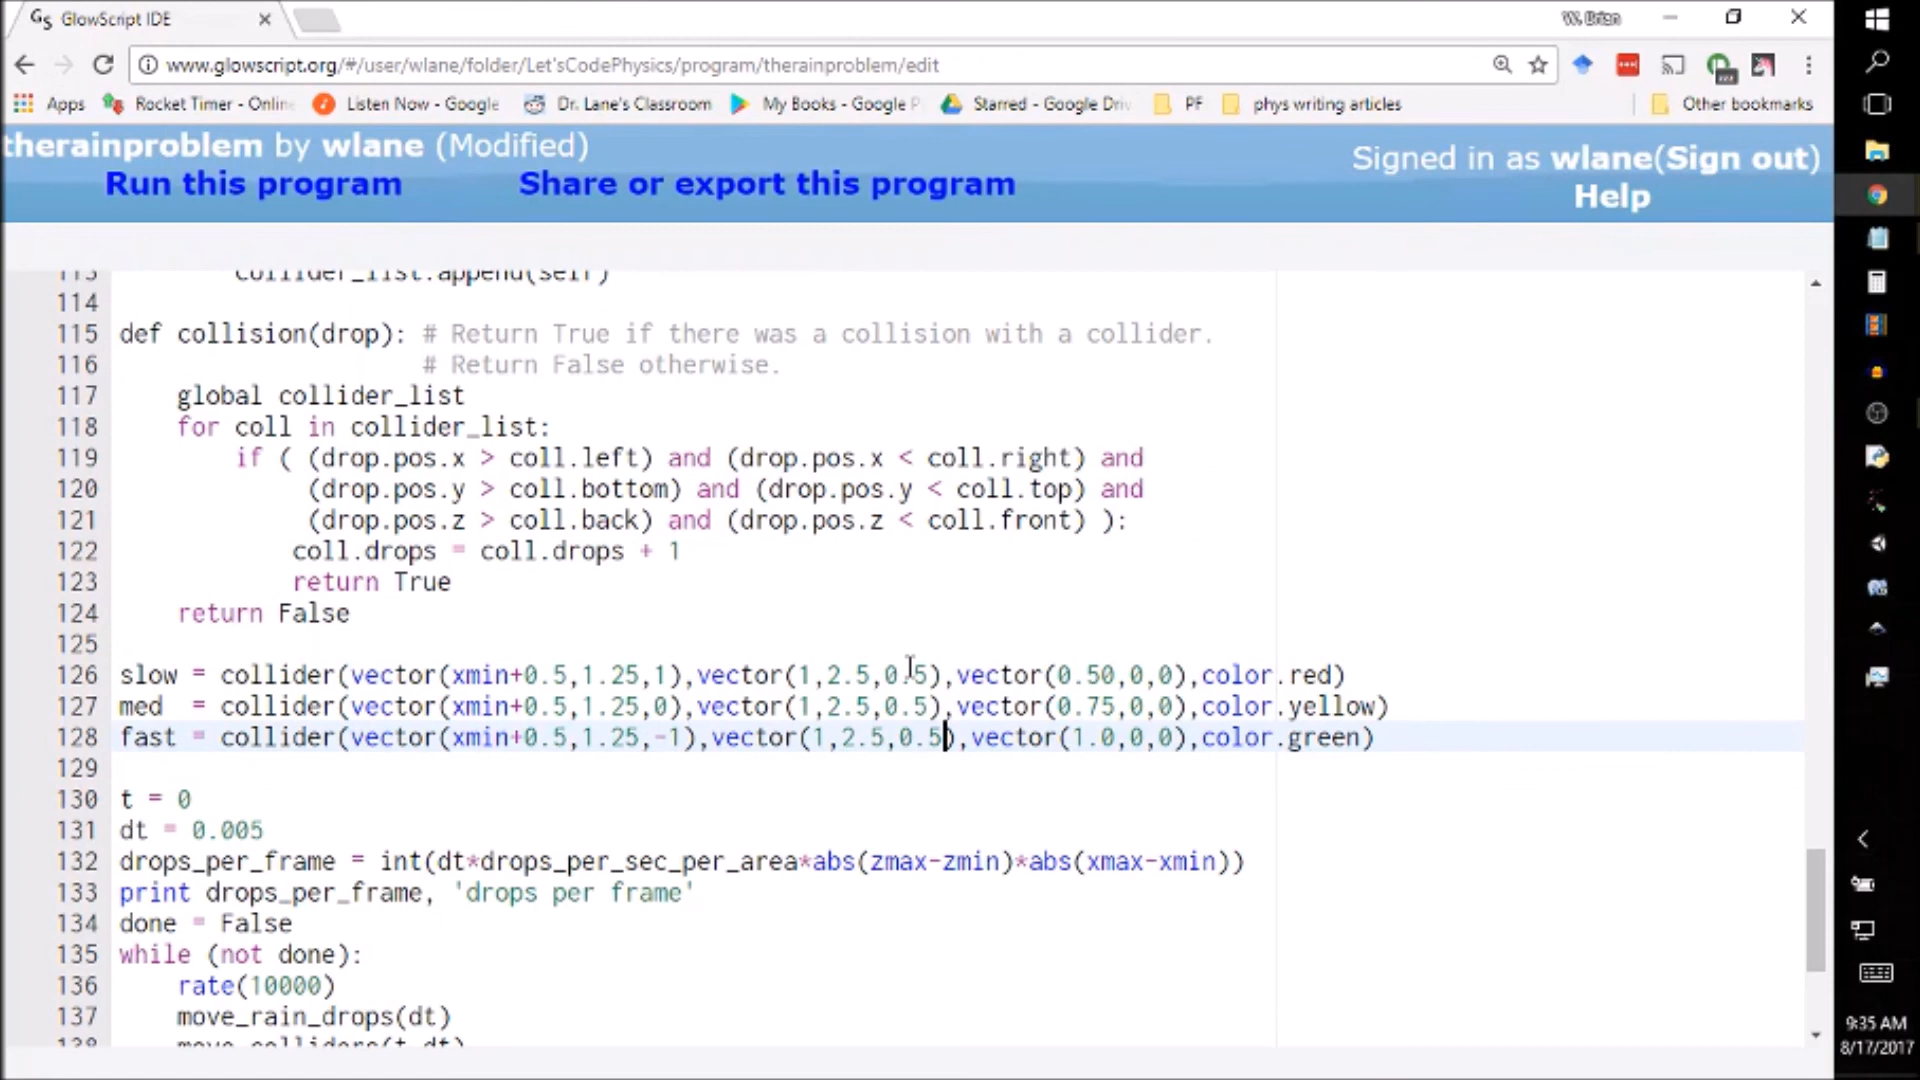 GlowScript IDE
W. Brian
www.glowscript.org/#/user/wlane/folder/Let'sCodePhysics/program/therainproblem/edit
Apps Rocket Timer - Online Listen Now - Google Dr. Lane's Classroom My Books - Google P Starred - Google Driv PF phys writing articles Other bookmarks
therainproblem by wlane (Modified)
Signed in as wlane(Sign out)
Run this program Share or export this program
Help
113 collider_list.append(self)
114
115 def collision(drop): # Return True if there was a collision with a collider.
116 # Return False otherwise.
117 global collider_list
118 for coll in collider_list:
119 if ( (drop.pos.x > coll.left) and (drop.pos.x < coll.right) and
120 (drop.pos.y > coll.bottom) and (drop.pos.y < coll.top) and
121 (drop.pos.z > coll.back) and (drop.pos.z < coll.front) ):
122 coll.drops = coll.drops + 1
123 return True
124 return False
125
126 slow = collider(vector(xmin+0.5,1.25,1),vector(1,2.5,0.5),vector(0.50,0,0),color.red)
127 med = collider(vector(xmin+0.5,1.25,0),vector(1,2.5,0.5),vector(0.75,0,0),color.yellow)
128 fast = collider(vector(xmin+0.5,1.25,-1),vector(1,2.5,0.5),vector(1.0,0,0),color.green)
129
130 t = 0
131 dt = 0.005
132 drops_per_frame = int(dt*drops_per_sec_per_area*abs(zmax-zmin)*abs(xmax-xmin))
133 print drops_per_frame, 'drops per frame'
134 done = False
135 while (not done):
136 rate(10000)
137 move_rain_drops(dt)
138 move_colliders(t,dt)
9:35 AM
8/17/2017